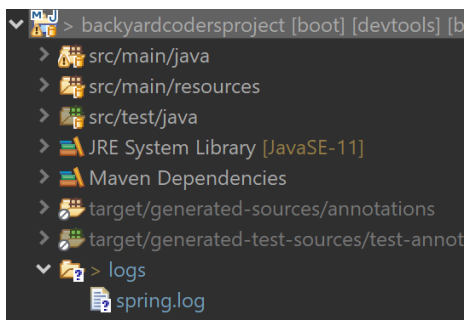 > backyardcodersproject [boot] [devtools] [b
> src/main/java
> src/main/resources
> src/test/java
> JRE System Library [JavaSE-11]
> Maven Dependencies
> target/generated-sources/annotations
> target/generated-test-sources/test-annot
> logs
spring.log